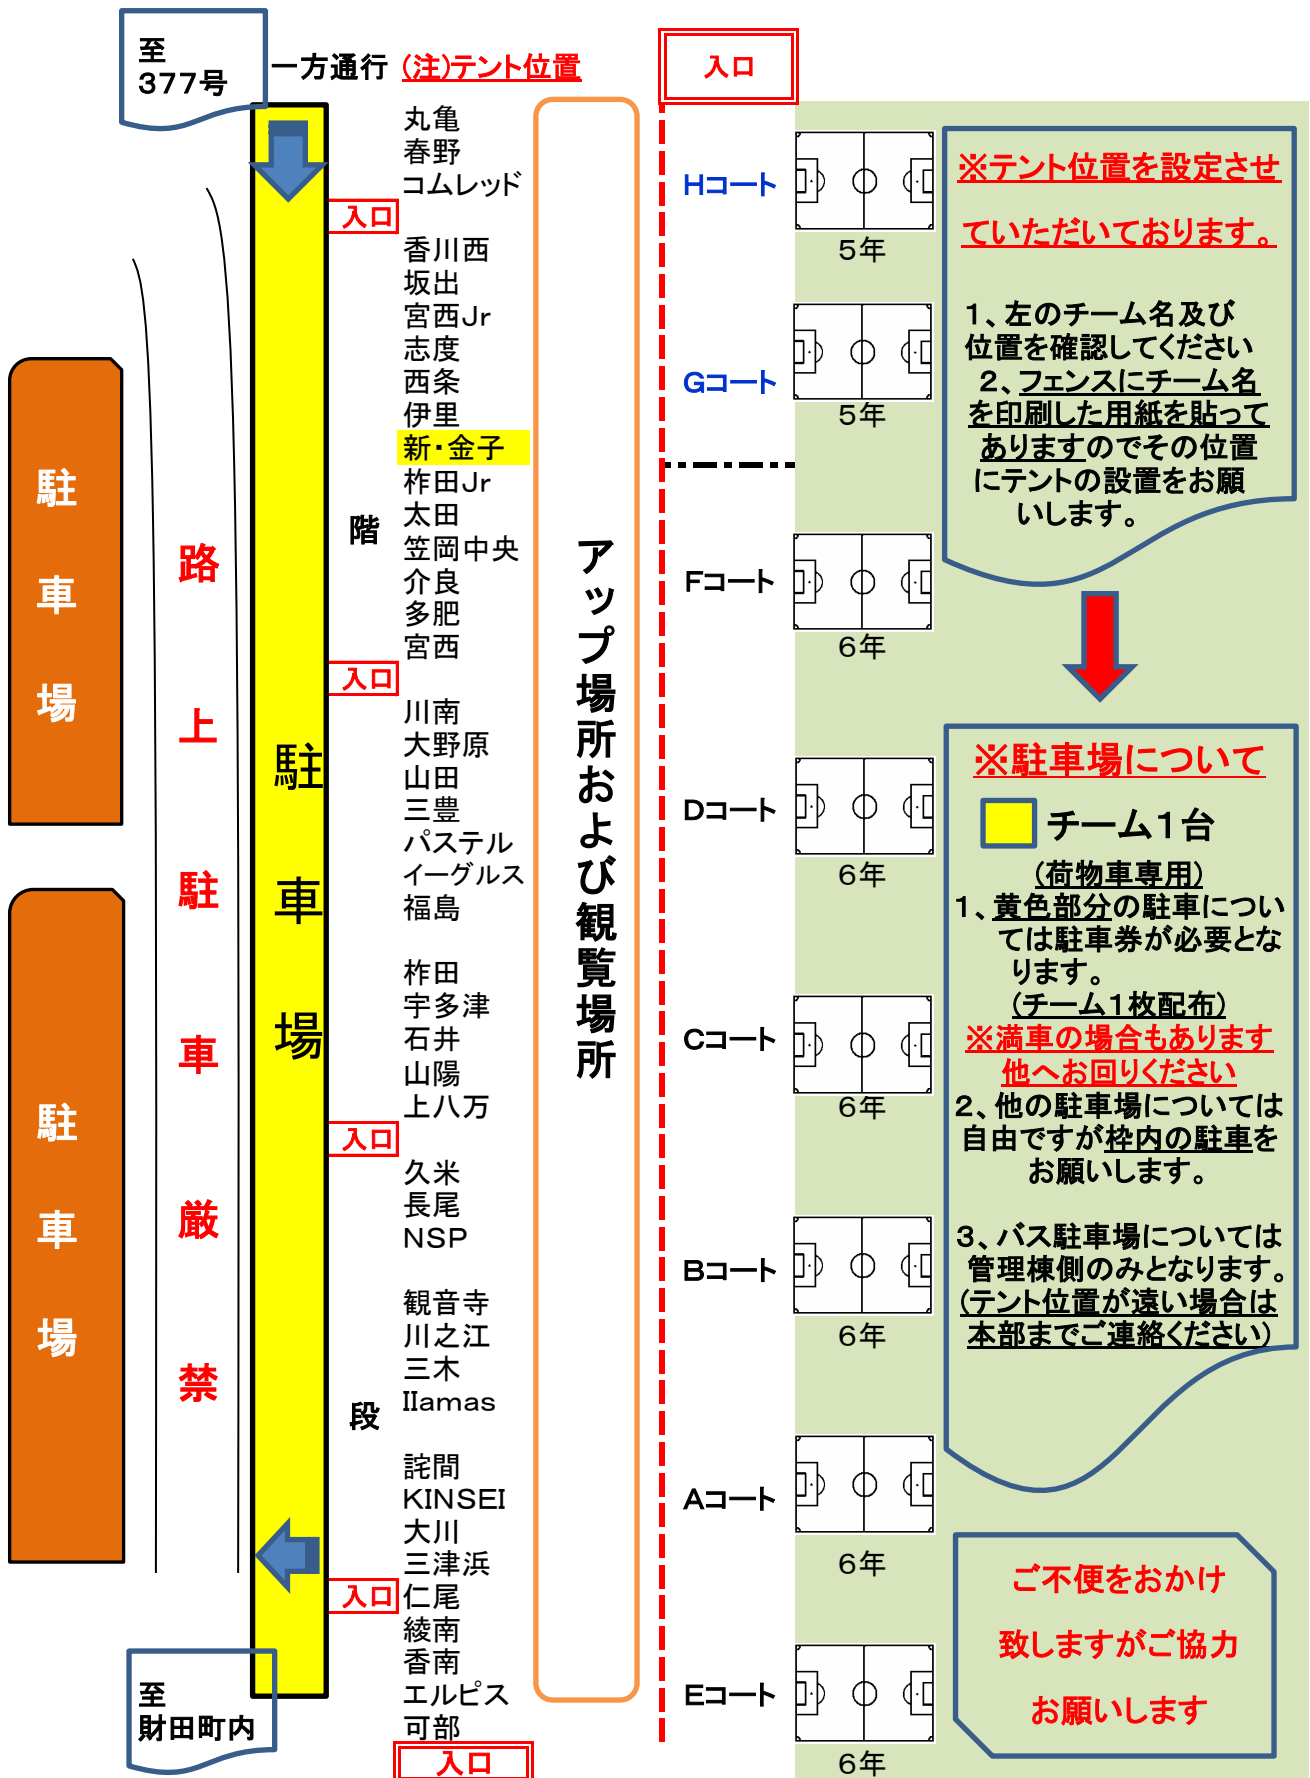 至
377号
一方通行
(注)テント位置
丸亀
春野
コムレッド
入口
香川西
坂出
宮西Jr
志度
西条
伊里
新・金子
柞田Jr
太田
笠岡中央
介良
多肥
宮西
入口
川南
大野原
山田
三豊
パステル
イーグルス
福島
柞田
宇多津
石井
山陽
上八万
入口
久米
長尾
NSP
観音寺
川之江
三木
IIamas
詫間
KINSEI
大川
三津浜
入口
仁尾
綾南
香南
エルピス
可部
入口
階
段
駐車場
駐車場
路上駐車厳禁
駐車場
至
財田町内
アップ場所および観覧場所
入口
Hコート
5年
Gコート
5年
Fコート
6年
Dコート
6年
Cコート
6年
Bコート
6年
Aコート
6年
Eコート
6年
※テント位置を設定させ
ていただいております。
1、左のチーム名及び
位置を確認してください
2、フェンスにチーム名
を印刷した用紙を貼って
ありますのでその位置
にテントの設置をお願
いします。
※駐車場について
チーム1台
(荷物車専用)
1、黄色部分の駐車につい
ては駐車券が必要とな
ります。
(チーム1枚配布)
※満車の場合もあります
他へお回りください
2、他の駐車場については
自由ですが枠内の駐車を
お願いします。
3、バス駐車場については
管理棟側のみとなります。
(テント位置が遠い場合は
本部までご連絡ください)
ご不便をおかけ
致しますがご協力
お願いします